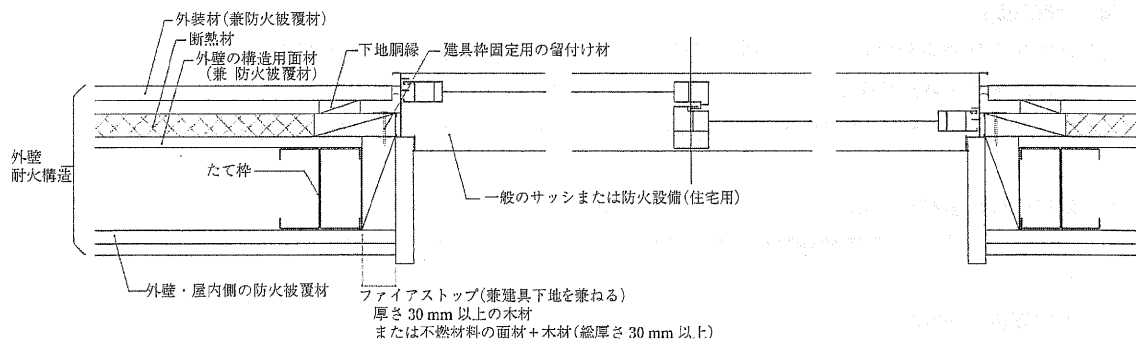 外装材(兼防火被覆材)
断熱材
外壁の構造用面材
(兼 防火被覆材)
下地胴縁
建具枠固定用の留付け材
外壁
耐火構造
たて枠
一般のサッシまたは防火設備(住宅用)
外壁・屋内側の防火被覆材
ファイアストップ(兼建具下地を兼ねる)
厚さ 30 mm 以上の木材
または不燃材料の面材+木材(総厚さ 30 mm 以上)